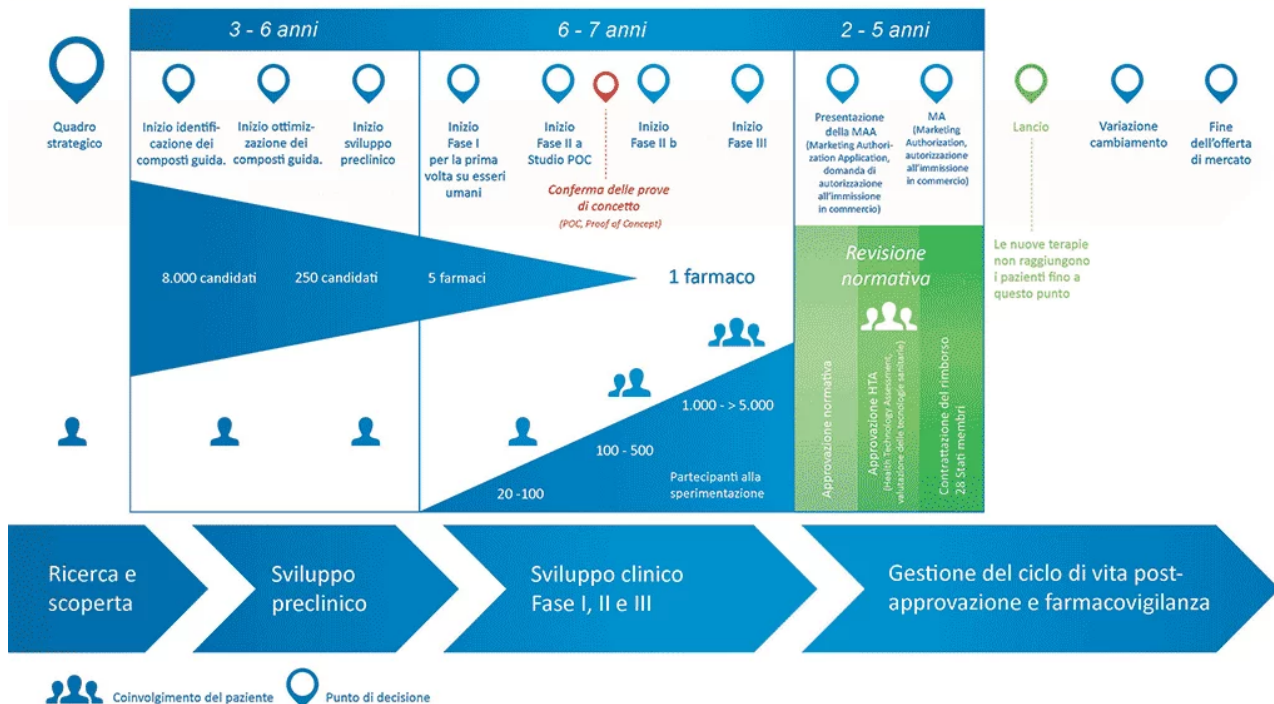 3 - 6 anni
6 - 7 anni
2 - 5 anni
Quadro
strategico
Inizio identifi-
cazione dei
composti guida.
Inizio ottimiz-
zazione dei
composti guida.
Inizio
sviluppo
preclinico
Inizio
Fase I
per la prima
volta su esseri
umani
Inizio
Fase II a
Studio POC
Conferma delle prove
di concetto
(POC, Proof of Concept)
Inizio
Fase II b
Inizio
Fase III
Presentazione
della MAA
(Marketing Authori-
zation Application,
domanda di
autorizzazione
all'immissione
in commercio)
MA
(Marketing
Authorization,
autorizzazione
all'immissione
in commercio)
Lancio
Variazione
cambiamento
Fine
dell'offerta
di mercato
Le nuove terapie
non raggiungono
i pazienti fino a
questo punto
8.000 candidati
250 candidati
5 farmaci
1 farmaco
Revisione
normativa
20 -100
100 - 500
1.000 - > 5.000
Partecipanti alla
sperimentazione
Approvazione normativa
Approvazione HTA
(Health Technology Assessment,
valutazione delle tecnologie sanitarie)
Contrattazione del rimborso
28 Stati membri
Ricerca e
scoperta
Sviluppo
preclinico
Sviluppo clinico
Fase I, II e III
Gestione del ciclo di vita post-
approvazione e farmacovigilanza
Coinvolgimento del paziente
Punto di decisione